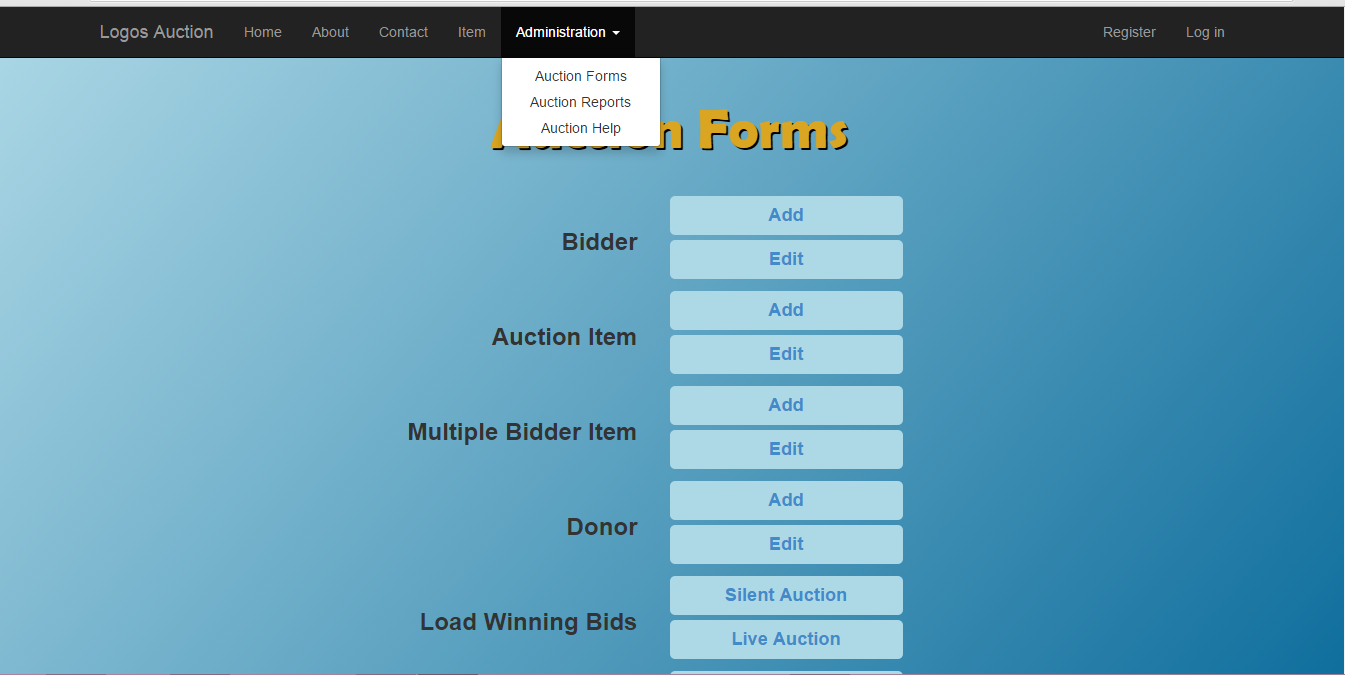 Logos Auction Home About Contact Item Administration Register Log in
Auction Forms
Auction Reports
Auction Help
Auction Forms
Bidder
Add
Edit
Auction Item
Add
Edit
Multiple Bidder Item
Add
Edit
Donor
Add
Edit
Load Winning Bids
Silent Auction
Live Auction